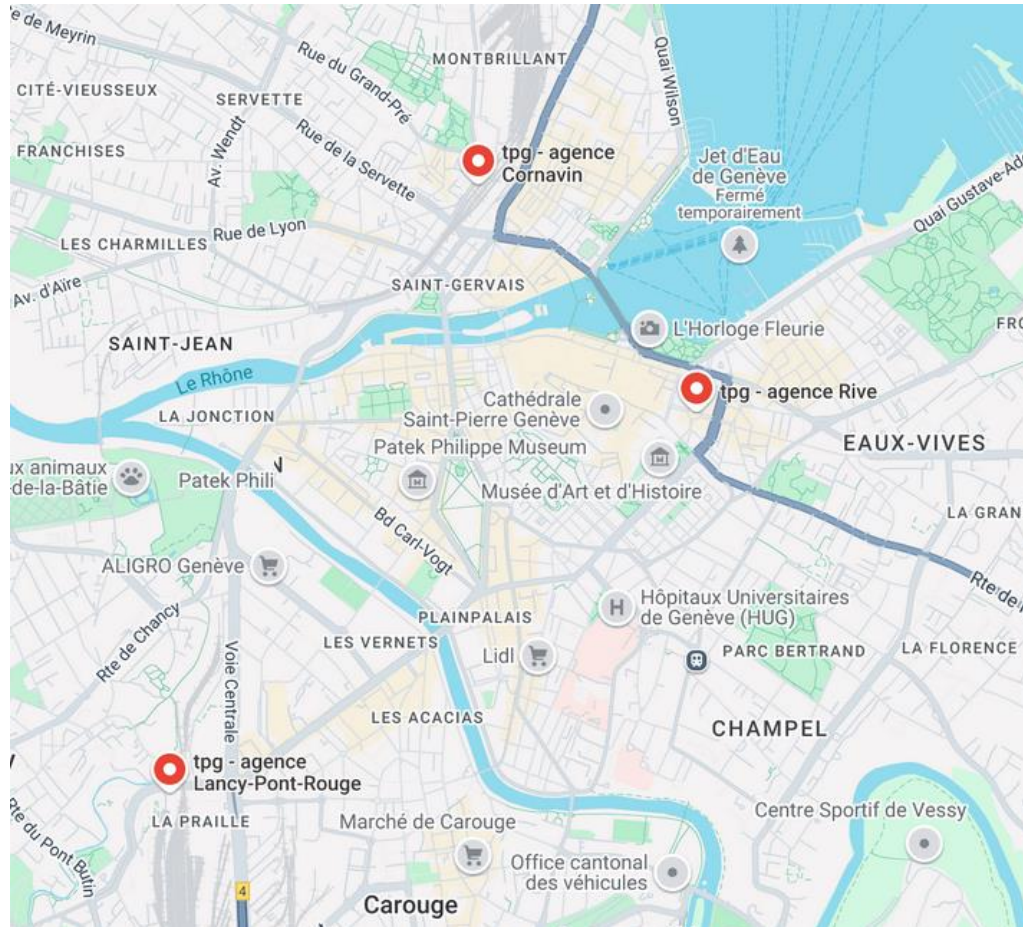 e de Meyrin
MONTBRILLANT
Rue du Grand-Pré
Quai Wilson
CITÉ-VIEUSSEUX
SERVETTE
FRANCHISES
Av. Wendt
Rue de la Servette
tpg - agence
Cornavin
Jet d'Eau
de Genève
Fermé
temporairement
Quai Gustave-Ad
LES CHARMILLES
Rue de Lyon
Av. d'Aïre
SAINT-GERVAIS
SAINT-JEAN
L'Horloge Fleurie
FRO
Le Rhône
LA JONCTION
Cathédrale
Saint-Pierre Genève
tpg - agence Rive
EAUX-VIVES
Patek Philippe Museum
ux animaux
-de-la-Bâtie
Patek Phili
N
Musée d'Art et d'Histoire
LA GRAN
Bd Carl-Vogt
ALIGRO Genève
Rte de
Hôpitaux Universitaires
de Genève (HUG)
H
Rte de Chancy
PLAINPALAIS
LES VERNETS
Voie Centrale
Lidl
PARC BERTRAND
LA FLORENCE
LES ACACIAS
CHAMPEL
tpg - agence
Lancy-Pont-Rouge
LA PRAILLE
Rte du Pont Butin
Marché de Carouge
Centre Sportif de Vessy
Office cantonal
des véhicules
4
Carouge